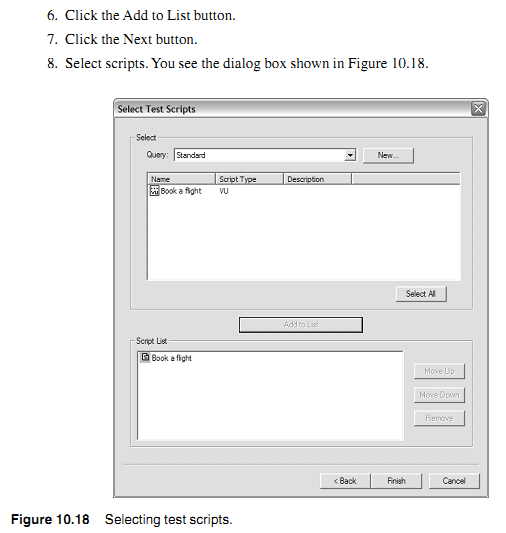 6. Click the Add to List button.
7. Click the Next button.
8. Select scripts. You see the dialog box shown in Figure 10.18.
Select Test Scripts
Select
Query: Standard
New...
Name Script Type Description
Book a flight VU
Select All
Add to List
Script List
Book a flight
Move Up
Move Down
Remove
< Back Finish Cancel
Figure 10.18 Selecting test scripts.